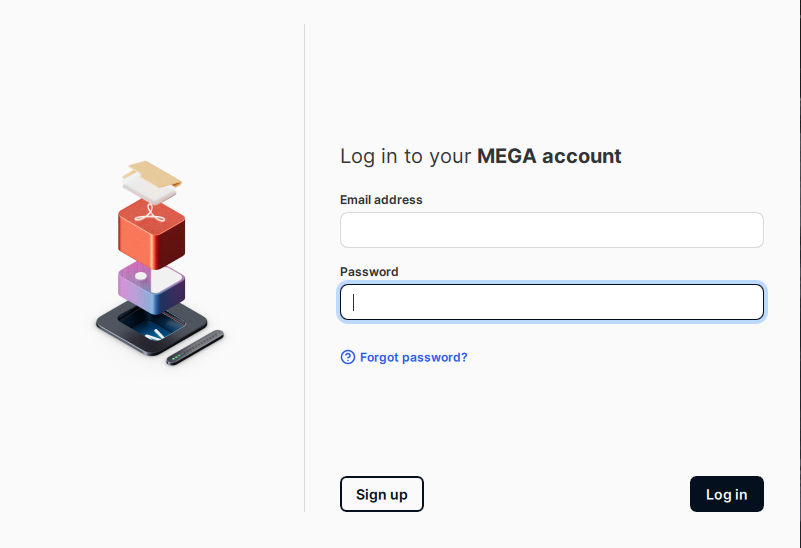 Log in to your MEGA account
Email address
Password
Forgot password?
Sign up
Log in